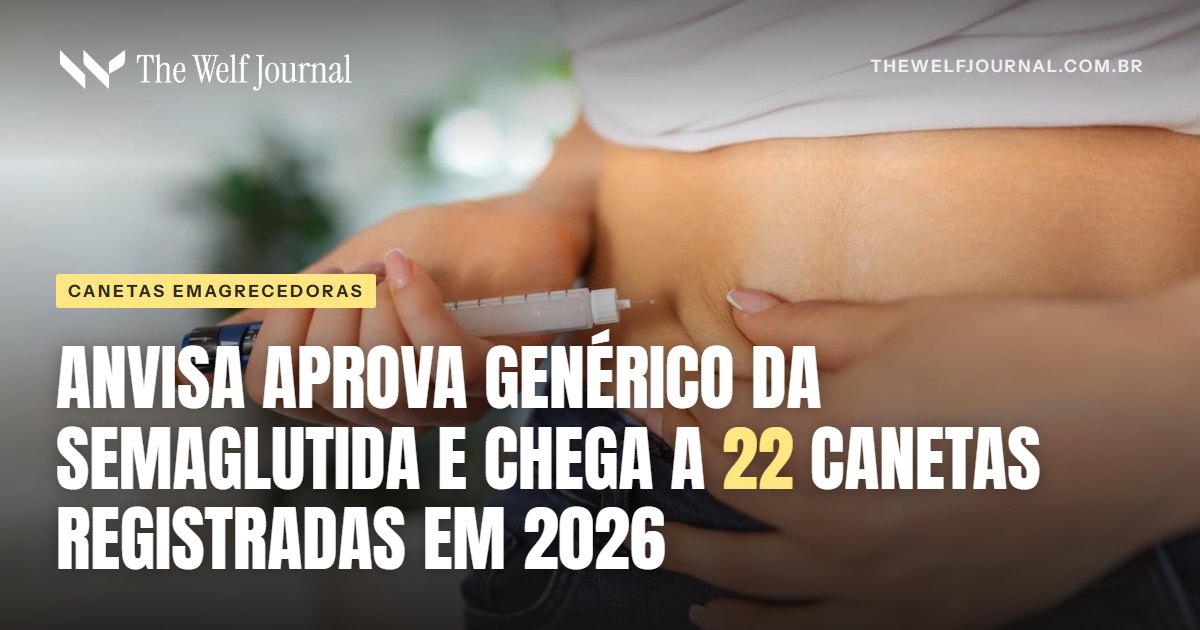 The Welf Journal
THEWELFJOURNAL.COM.BR
CANETAS EMAGRECEDORAS
ANVISA APROVA GENÉRICO DA
SEMAGLUTIDA E CHEGA A 22 CANETAS
REGISTRADAS EM 2026